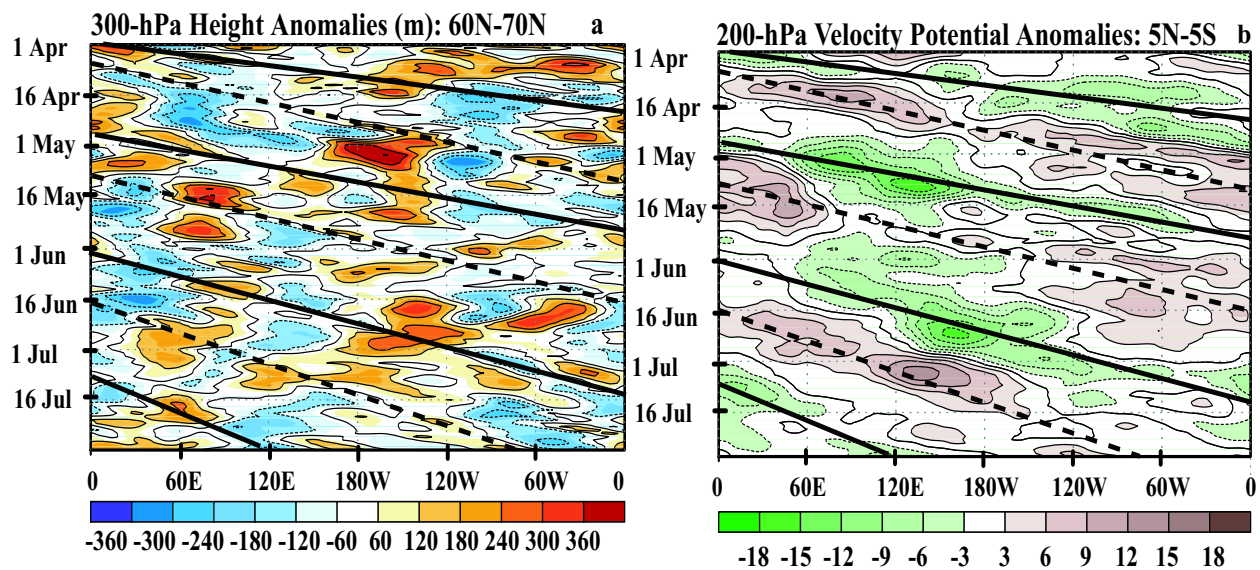 300-hPa Height Anomalies (m): 60N-70N a
1 Apr
16 Apr
1 May
16 May
1 Jun
16 Jun
1 Jul
16 Jul
0 60E 120E 180W 120W 60W 0
-360 -300 -240 -180 -120 -60 60 120 180 240 300 360
200-hPa Velocity Potential Anomalies: 5N-5S b
1 Apr
16 Apr
1 May
16 May
1 Jun
16 Jun
1 Jul
16 Jul
0 60E 120E 180W 120W 60W 0
-18 -15 -12 -9 -6 -3 3 6 9 12 15 18